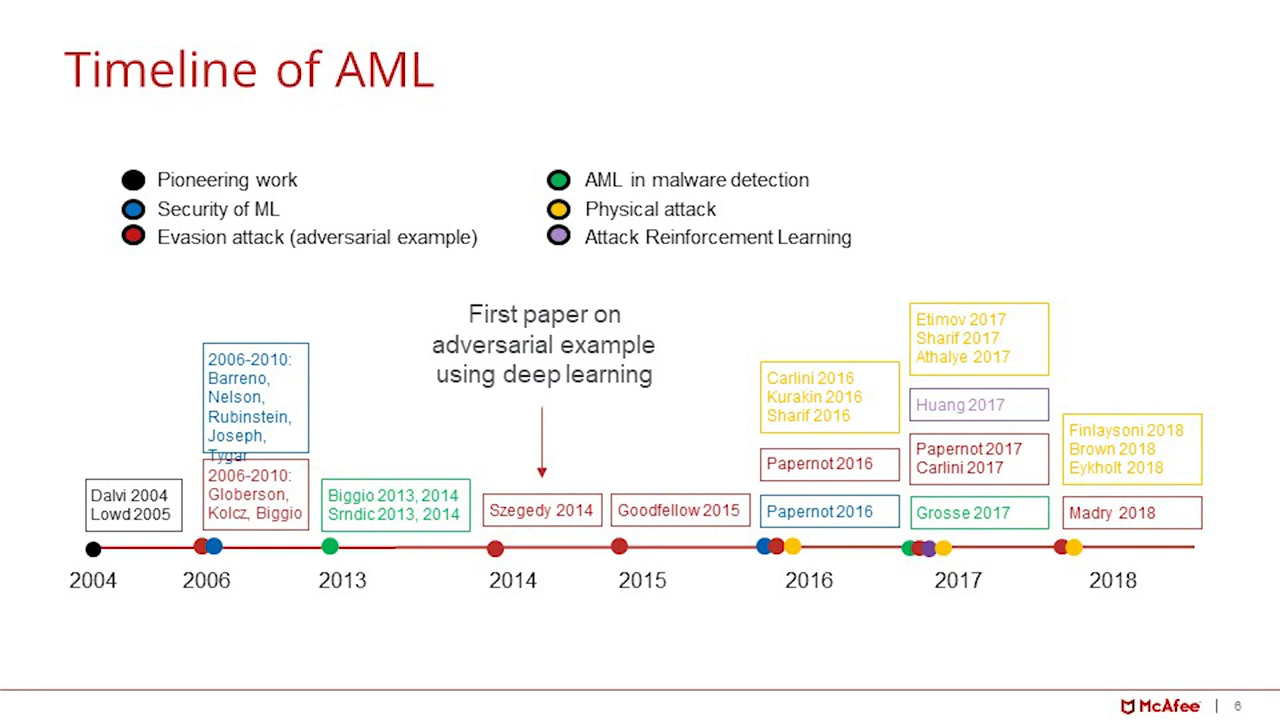 Timeline of AML
Pioneering work
Security of ML
Evasion attack (adversarial example)
AML in malware detection
Physical attack
Attack Reinforcement Learning
First paper on
adversarial example
using deep learning
Dalvi 2004
Lowd 2005
2006-2010:
Barreno,
Nelson,
Rubinstein,
Joseph,
Tygar
2006-2010:
Globerson,
Kolcz, Biggio
Biggio 2013, 2014
Srndic 2013, 2014
Szegedy 2014
Goodfellow 2015
Carlini 2016
Kurakin 2016
Sharif 2016
Papernot 2016
Papernot 2016
Etimov 2017
Sharif 2017
Athalye 2017
Huang 2017
Papernot 2017
Carlini 2017
Grosse 2017
Finlaysoni 2018
Brown 2018
Eykholt 2018
Madry 2018
2004
2006
2013
2014
2015
2016
2017
2018
McAfee | 6